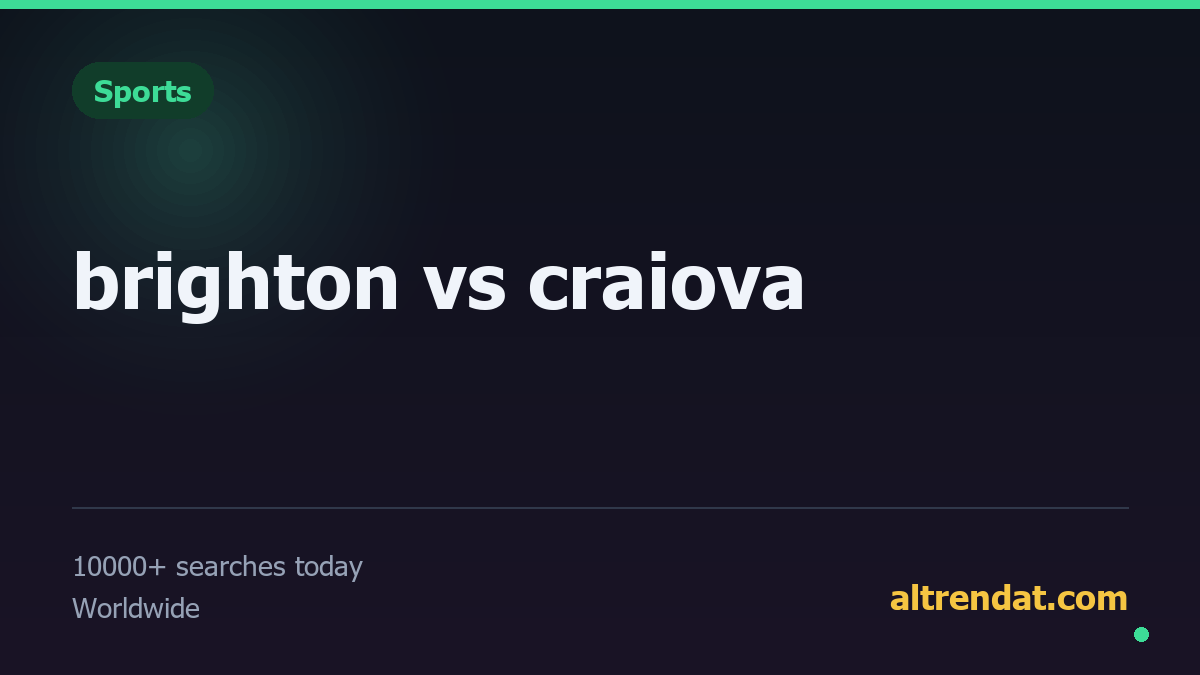 Sports
brighton vs craiova
10000+ searches today
Worldwide
altrendat.com